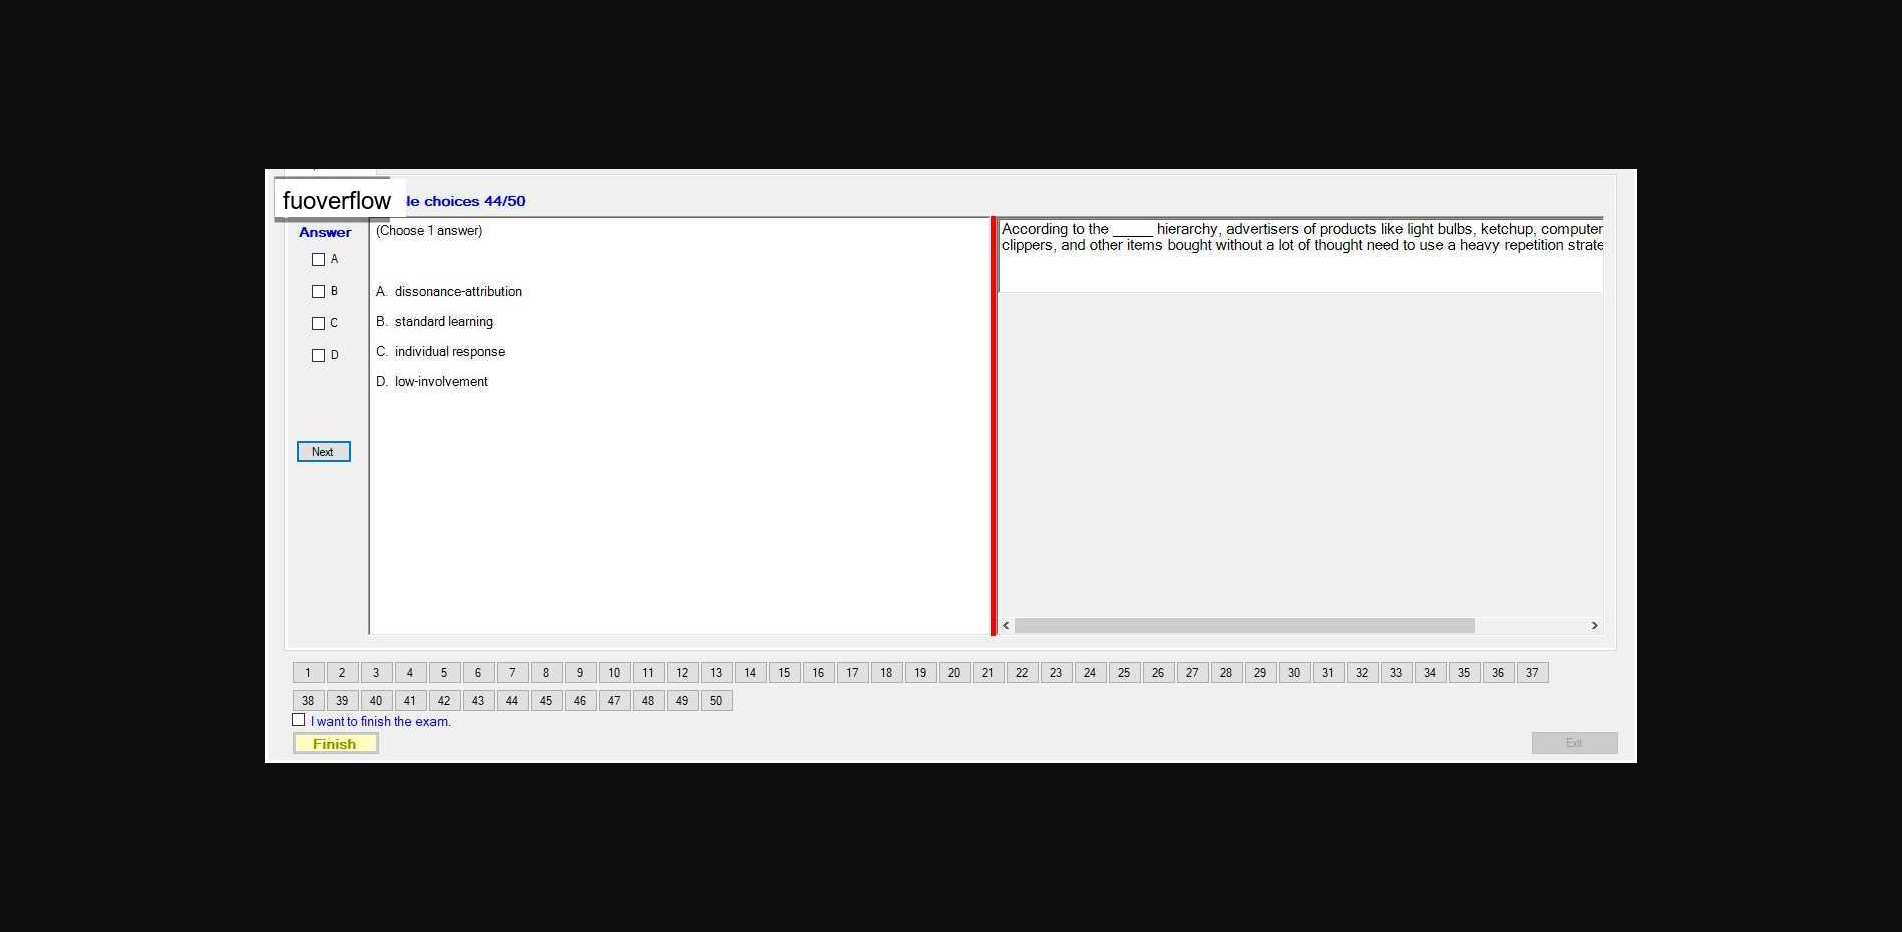 fuoverflow
le choices 44/50
Answer
(Choose 1 answer)
According to the _____ hierarchy, advertisers of products like light bulbs, ketchup, computer
clippers, and other items bought without a lot of thought need to use a heavy repetition strate
A
B
C
D
A. dissonance-attribution
B. standard learning
C. individual response
D. low-involvement
Next
1 2 3 4 5 6 7 8 9 10 11 12 13 14 15 16 17 18 19 20 21 22 23 24 25 26 27 28 29 30 31 32 33 34 35 36 37
38 39 40 41 42 43 44 45 46 47 48 49 50
I want to finish the exam.
Finish
Exit